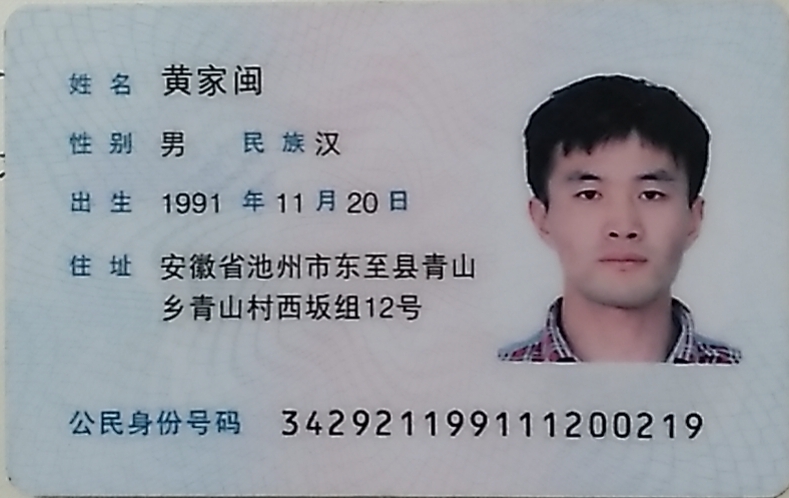 姓名 黄家闽
性别 男 民族 汉
出生 1991 年 11 月 20 日
住址 安徽省池州市东至县青山
乡青山村西坂组12号
公民身份号码 342921199111200219